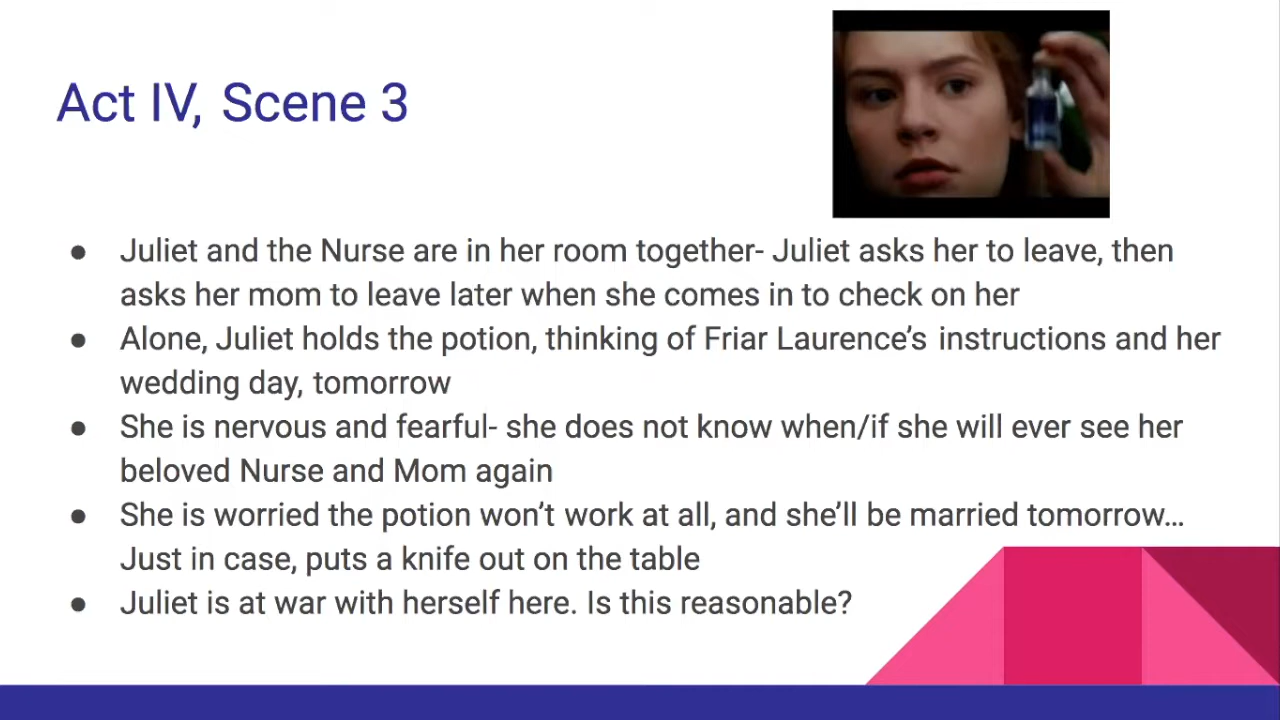 Act IV, Scene 3
● Juliet and the Nurse are in her room together- Juliet asks her to leave, then
asks her mom to leave later when she comes in to check on her
● Alone, Juliet holds the potion, thinking of Friar Laurence’s instructions and her
wedding day, tomorrow
● She is nervous and fearful- she does not know when/if she will ever see her
beloved Nurse and Mom again
● She is worried the potion won’t work at all, and she’ll be married tomorrow…
Just in case, puts a knife out on the table
● Juliet is at war with herself here. Is this reasonable?